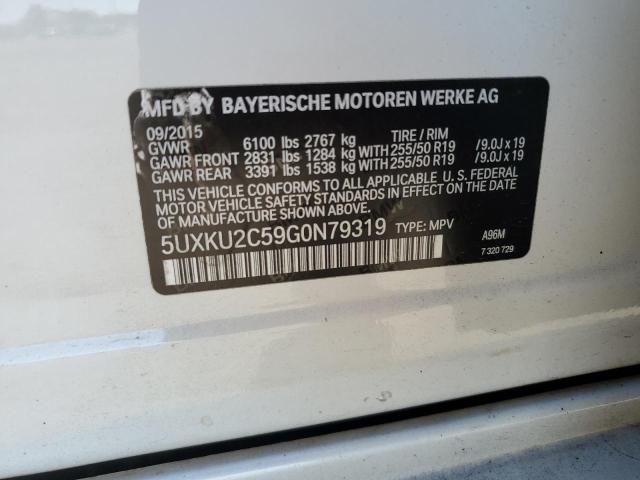 MFD BY BAYERISCHE MOTOREN WERKE AG
09/2015 TIRE / RIM
GVWR 6100 lbs 2767 kg
GAWR FRONT 2831 lbs 1284 kg WITH 255/50 R19 /9.0J x 19
GAWR REAR 3391 lbs 1538 kg WITH 255/50 R19 /9.0J x 19
THIS VEHICLE CONFORMS TO ALL APPLICABLE U. S. FEDERAL
MOTOR VEHICLE SAFETY STANDARDS IN EFFECT ON THE DATE OF
MANUFACTURE SHOWN ABOVE.
5UXKU2C59G0N79319 TYPE: MPV A96M
7 320 729